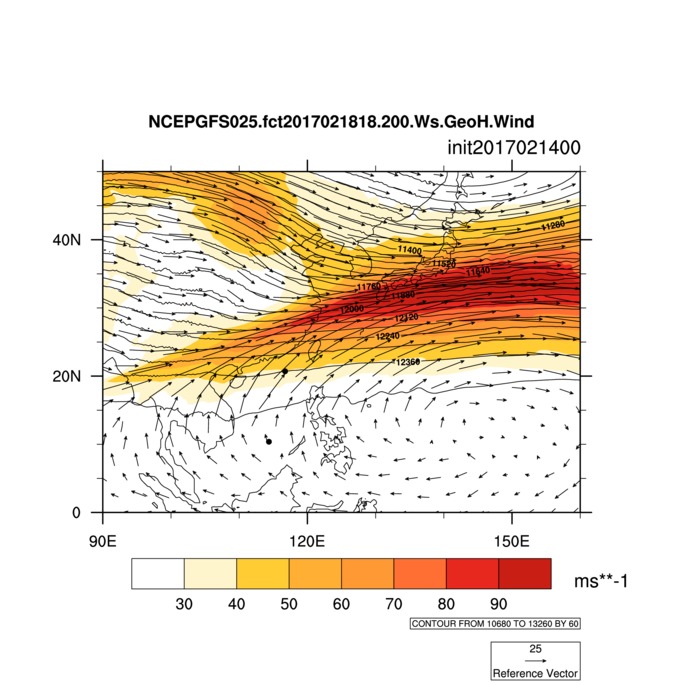 NCEPGFS025.fct2017021818.200.Ws.GeoH.Wind
init2017021400
11280
40N
11400
11520
11640
11760
11880
12000
12120
12240
12360
20N
0
90E 120E 150E
30 40 50 60 70 80 90
ms**-1
CONTOUR FROM 10680 TO 13260 BY 60
25
Reference Vector